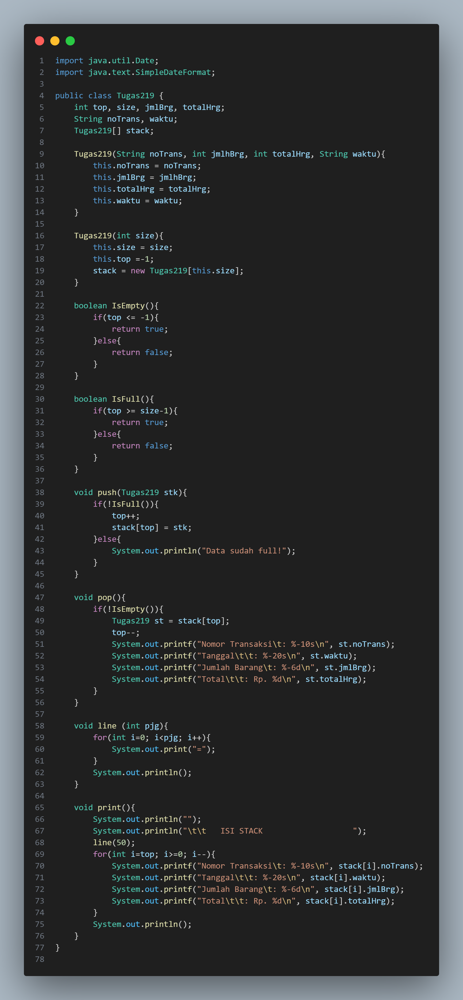 1 import java.util.Date;
2 import java.text.SimpleDateFormat;
3
4 public class Tugas219 {
5     int top, size, jmlBrg, totalHrg;
6     String noTrans, waktu;
7     Tugas219[] stack;
8
9     Tugas219(String noTrans, int jmlhBrg, int totalHrg, String waktu){
10         this.noTrans = noTrans;
11         this.jmlBrg = jmlhBrg;
12         this.totalHrg = totalHrg;
13         this.waktu = waktu;
14     }
15
16     Tugas219(int size){
17         this.size = size;
18         this.top =-1;
19         stack = new Tugas219[this.size];
20     }
21
22     boolean IsEmpty(){
23         if(top <= -1){
24             return true;
25         }else{
26             return false;
27         }
28     }
29
30     boolean IsFull(){
31         if(top >= size-1){
32             return true;
33         }else{
34             return false;
35         }
36     }
37
38     void push(Tugas219 stk){
39         if(!IsFull()){
40             top++;
41             stack[top] = stk;
42         }else{
43             System.out.println("Data sudah full!");
44         }
45     }
46
47     void pop(){
48         if(!IsEmpty()){
49             Tugas219 st = stack[top];
50             top--;
51             System.out.printf("Nomor Transaksi\t: %-10s\n", st.noTrans);
52             System.out.printf("Tanggal\t\t: %-20s\n", st.waktu);
53             System.out.printf("Jumlah Barang\t: %-6d\n", st.jmlBrg);
54             System.out.printf("Total\t\t: Rp. %d\n", st.totalHrg);
55         }
56     }
57
58     void line (int pjg){
59         for(int i=0; i<pjg; i++){
60             System.out.print("=");
61         }
62         System.out.println();
63     }
64
65     void print(){
66         System.out.println("");
67         System.out.println("\t\t   ISI STACK                   ");
68         line(50);
69         for(int i=top; i>=0; i--){
70             System.out.printf("Nomor Transaksi\t: %-10s\n", stack[i].noTrans);
71             System.out.printf("Tanggal\t\t: %-20s\n", stack[i].waktu);
72             System.out.printf("Jumlah Barang\t: %-6d\n", stack[i].jmlBrg);
73             System.out.printf("Total\t\t: Rp. %d\n", stack[i].totalHrg);
74         }
75         System.out.println();
76     }
77 }
78